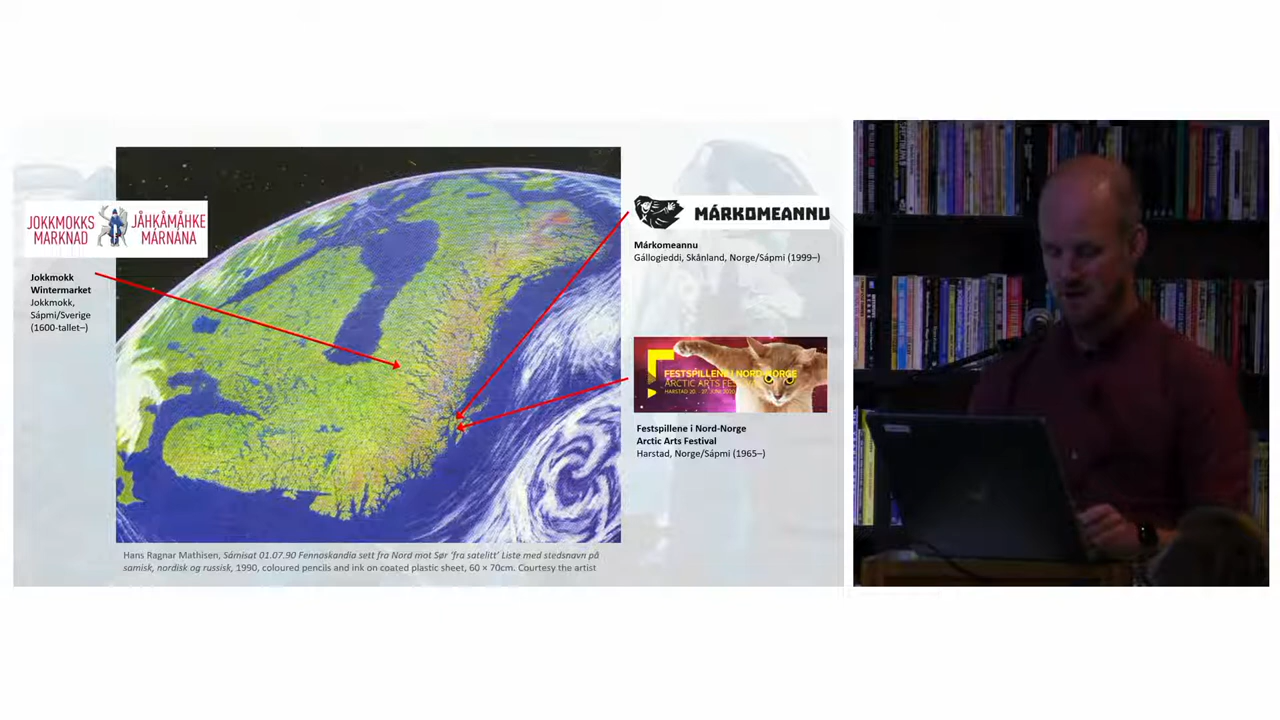 JOKKMOKKS
MARKNAD
JÅHKÅMÅHKE
MÁRNÁNA
Jokkmokk
Wintermarket
Jokkmokk,
Sápmi/Sverige
(1600-tallet–)
MÁRKOMEANNU
Márkomeannu
Gállogieddi, Skånland, Norge/Sápmi (1999–)
FESTSPILLENE I NORD-NORGE
ARCTIC ARTS FESTIVAL
Festspillene i Nord-Norge
Arctic Arts Festival
Harstad, Norge/Sápmi (1965–)
Hans Ragnar Mathisen, Sámisat 01.07.90 Fennoskandia sett fra Nord mot Sør 'fra satelitt' Liste med stedsnavn på
samisk, nordisk og russisk, 1990, coloured pencils and ink on coated plastic sheet, 60 × 70cm. Courtesy the artist